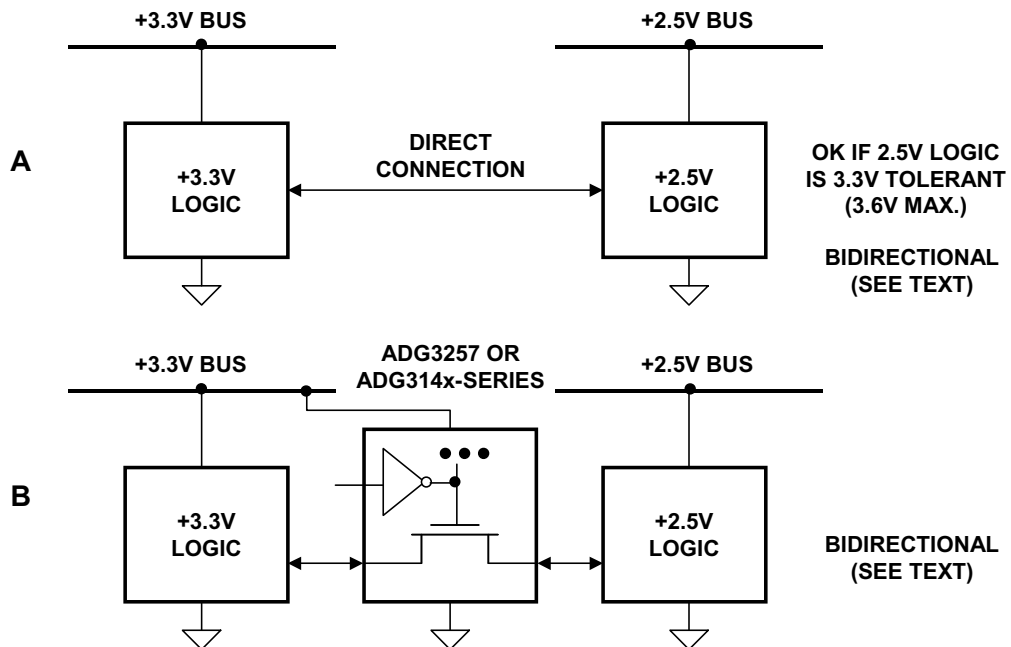 +3.3V BUS
+2.5V BUS
A
+3.3V
LOGIC
DIRECT
CONNECTION
+2.5V
LOGIC
OK IF 2.5V LOGIC
IS 3.3V TOLERANT
(3.6V MAX.)
BIDIRECTIONAL
(SEE TEXT)
+3.3V BUS
ADG3257 OR
ADG314x-SERIES
+2.5V BUS
B
+3.3V
LOGIC
+2.5V
LOGIC
BIDIRECTIONAL
(SEE TEXT)